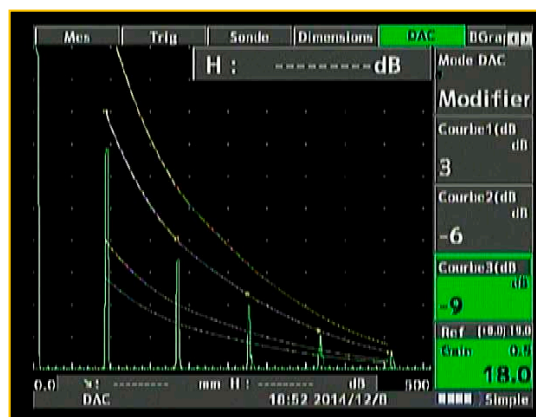 Mes Trig Sonde Dimensions DAC BGra
H : ---------dB
Mode DAC
Modifier
Courbe1(dB
dB
3
Courbe2(dB
dB
-6
Courbe3(dB
dB
-9
Ref (+0.0) 19.0
Gain 0.5
18.0
0.0 mm H : -------- dB 500
DAC 18:52 2014/12/8 Simple